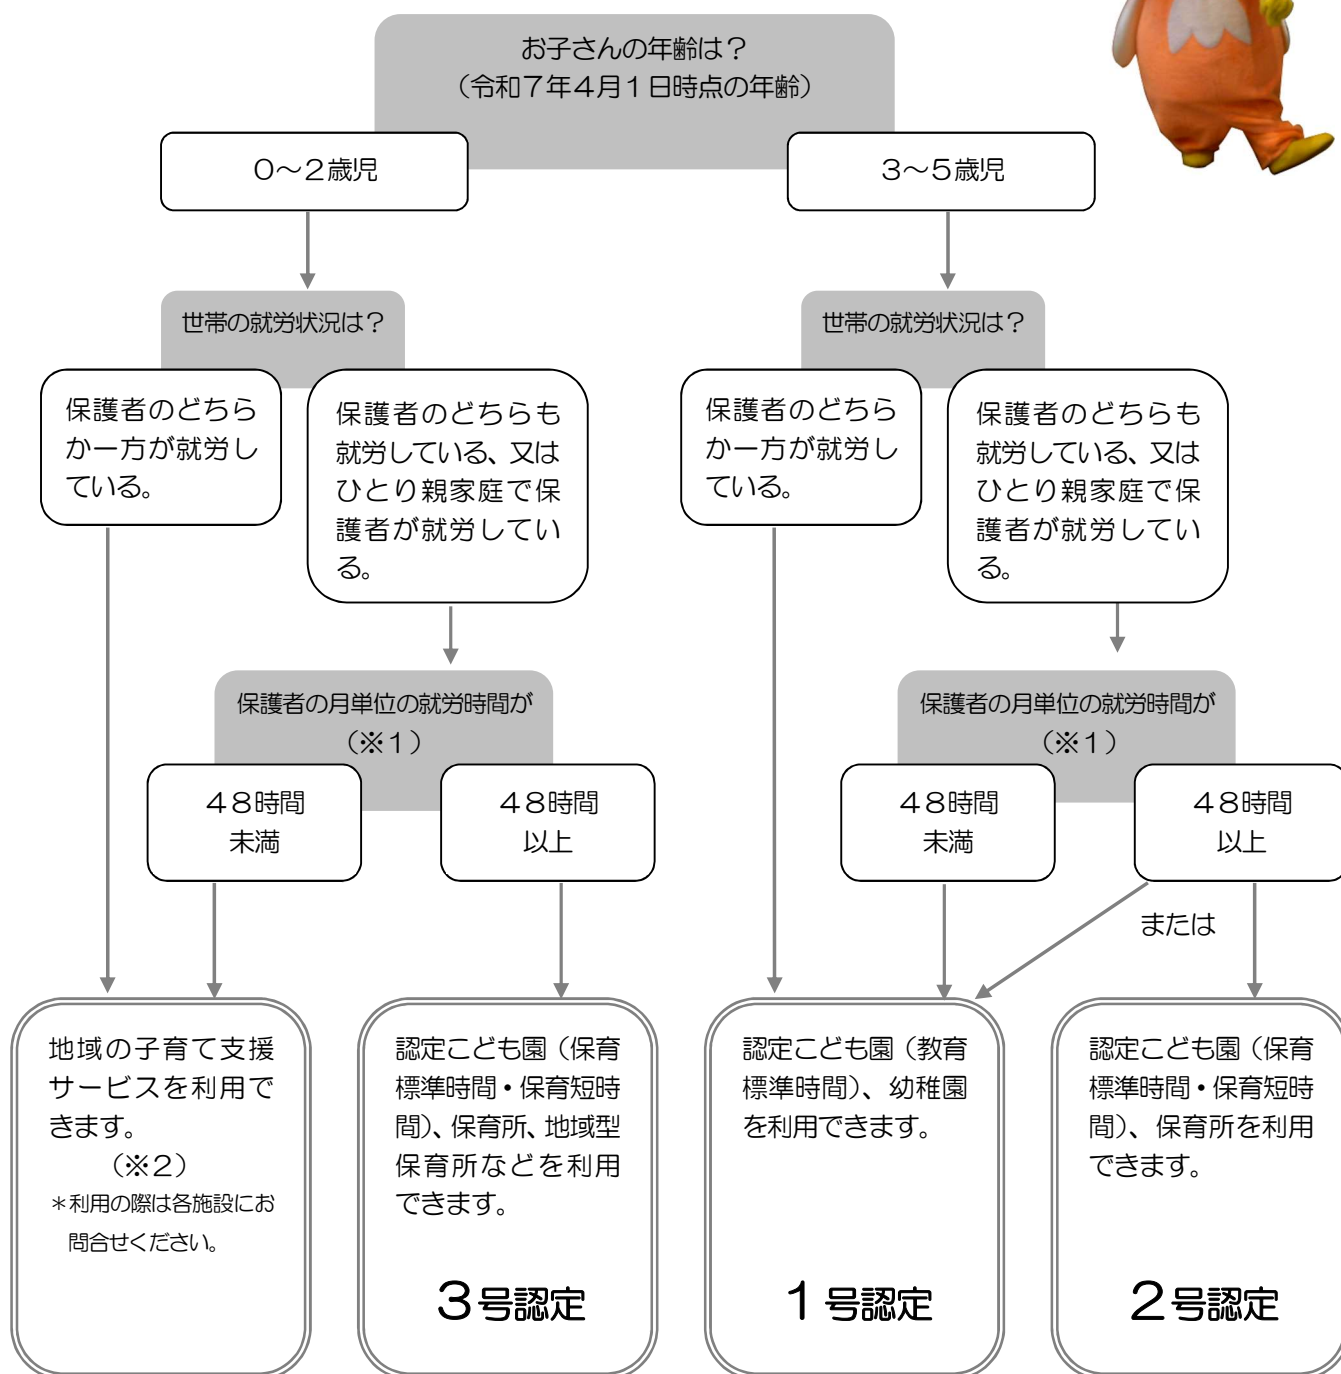 お子さんの年齢は？
（令和７年４月１日時点の年齢）
０～２歳児
３～５歳児
世帯の就労状況は？
世帯の就労状況は？
保護者のどちら
か一方が就労し
ている。
保護者のどちらも
就労している、又は
ひとり親家庭で保
護者が就労してい
る。
保護者のどちら
か一方が就労し
ている。
保護者のどちらも
就労している、又は
ひとり親家庭で保
護者が就労してい
る。
保護者の月単位の就労時間が
（※１）
保護者の月単位の就労時間が
（※１）
４８時間
未満
４８時間
以上
４８時間
未満
４８時間
以上
または
地域の子育て支援
サービスを利用で
きます。
（※２）
＊利用の際は各施設にお
問合せください。
認定こども園（保育
標準時間・保育短時
間）、保育所、地域型
保育所などを利用
できます。
３号認定
認定こども園（教育
標準時間）、幼稚園
を利用できます。
１号認定
認定こども園（保育
標準時間・保育短時
間）、保育所を利用
できます。
２号認定